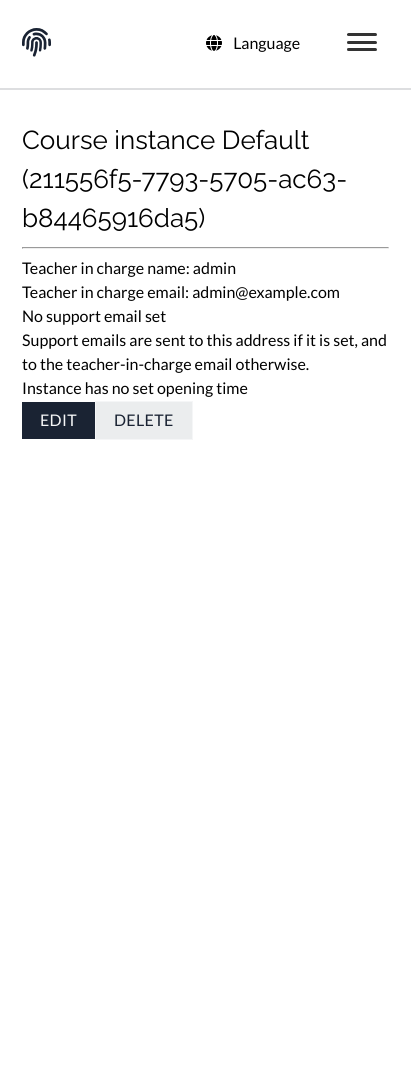 Language
Course instance Default
(211556f5-7793-5705-ac63-
b84465916da5)
Teacher in charge name: admin
Teacher in charge email: admin@example.com
No support email set
Support emails are sent to this address if it is set, and
to the teacher-in-charge email otherwise.
Instance has no set opening time
EDIT DELETE